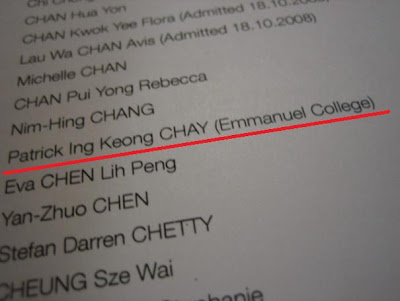 CHAN Hua Yon
CHAN Kwok Yee Flora (Admitted 18.10.2008)
Lau Wa CHAN Avis (Admitted 18.10.2008)
Michelle CHAN
CHAN Pui Yong Rebecca
Nim-Hing CHANG
Patrick Ing Keong CHAY (Emmanuel College)
Eva CHEN Lih Peng
Yan-Zhuo CHEN
Stefan Darren CHETTY
CHEUNG Sze Wai